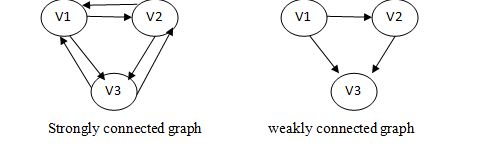 V1 V2 V1 V2
V3 V3
Strongly connected graph weakly connected graph